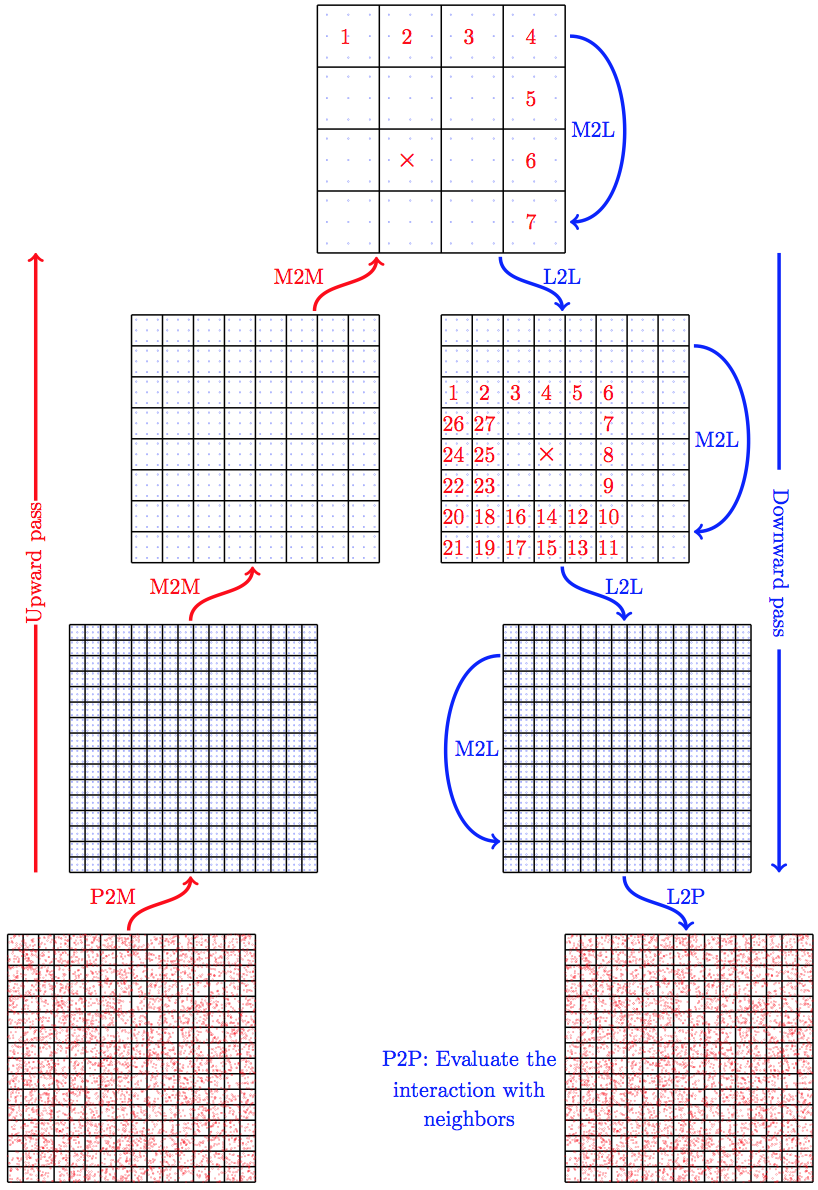 1 2 3 4
5
M2L
× 6
7
M2M L2L
1 2 3 4 5 6
26 27 7
M2L
24 25 × 8
22 23 9
20 18 16 14 12 10
21 19 17 15 13 11
Upward pass
Downward pass
M2M L2L
M2L
P2M L2P
P2P: Evaluate the
interaction with
neighbors